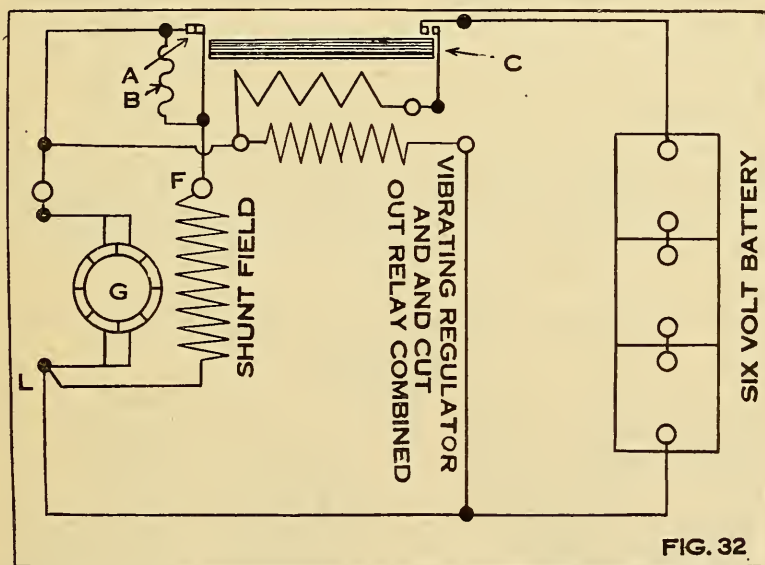 A
B
C
F
G
L
SHUNT FIELD
VIBRATING REGULATOR
AND AND CUT
OUT RELAY COMBINED
SIX VOLT BATTERY
FIG. 32